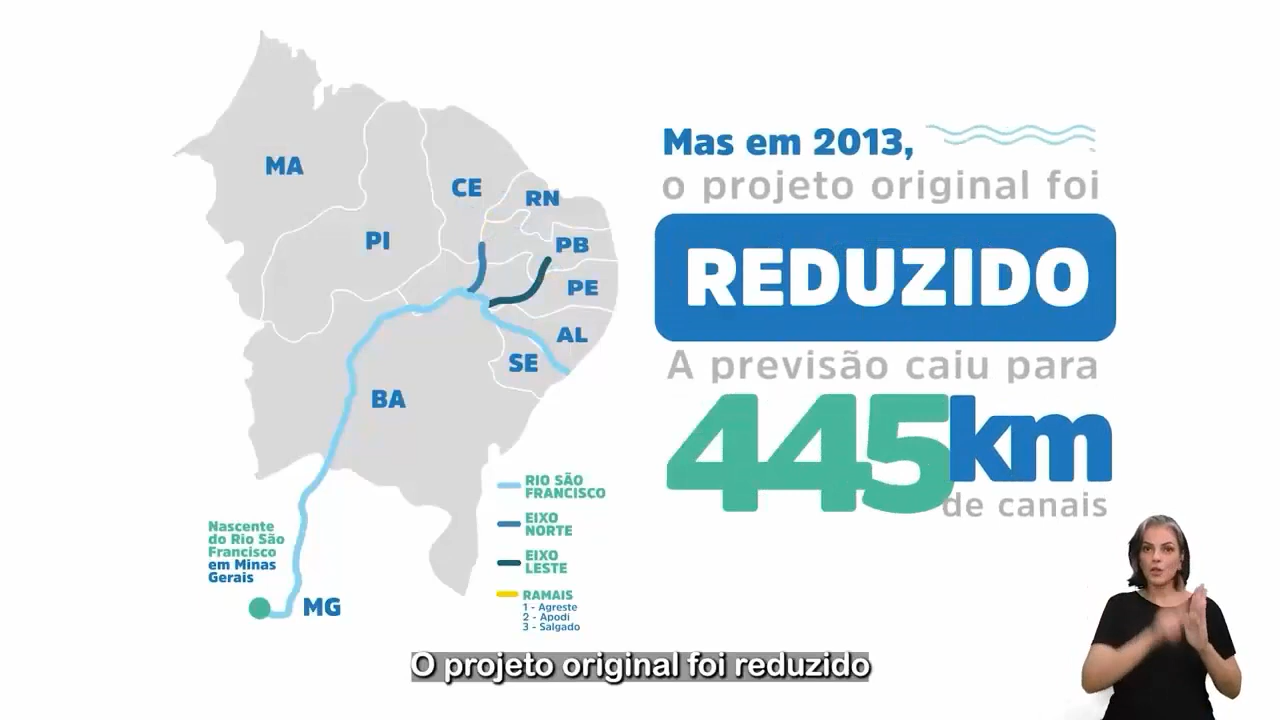 Mas em 2013,
o projeto original foi
REDUZIDO
A previsão caiu para
445km
de canais
MA
CE
RN
PI
PB
PE
AL
SE
BA
MG
Nascente
do Rio São
Francisco
em Minas
Gerais
RIO SÃO
FRANCISCO
EIXO
NORTE
EIXO
LESTE
RAMAIS
1 - Agreste
2 - Apodi
3 - Salgado
O projeto original foi reduzido